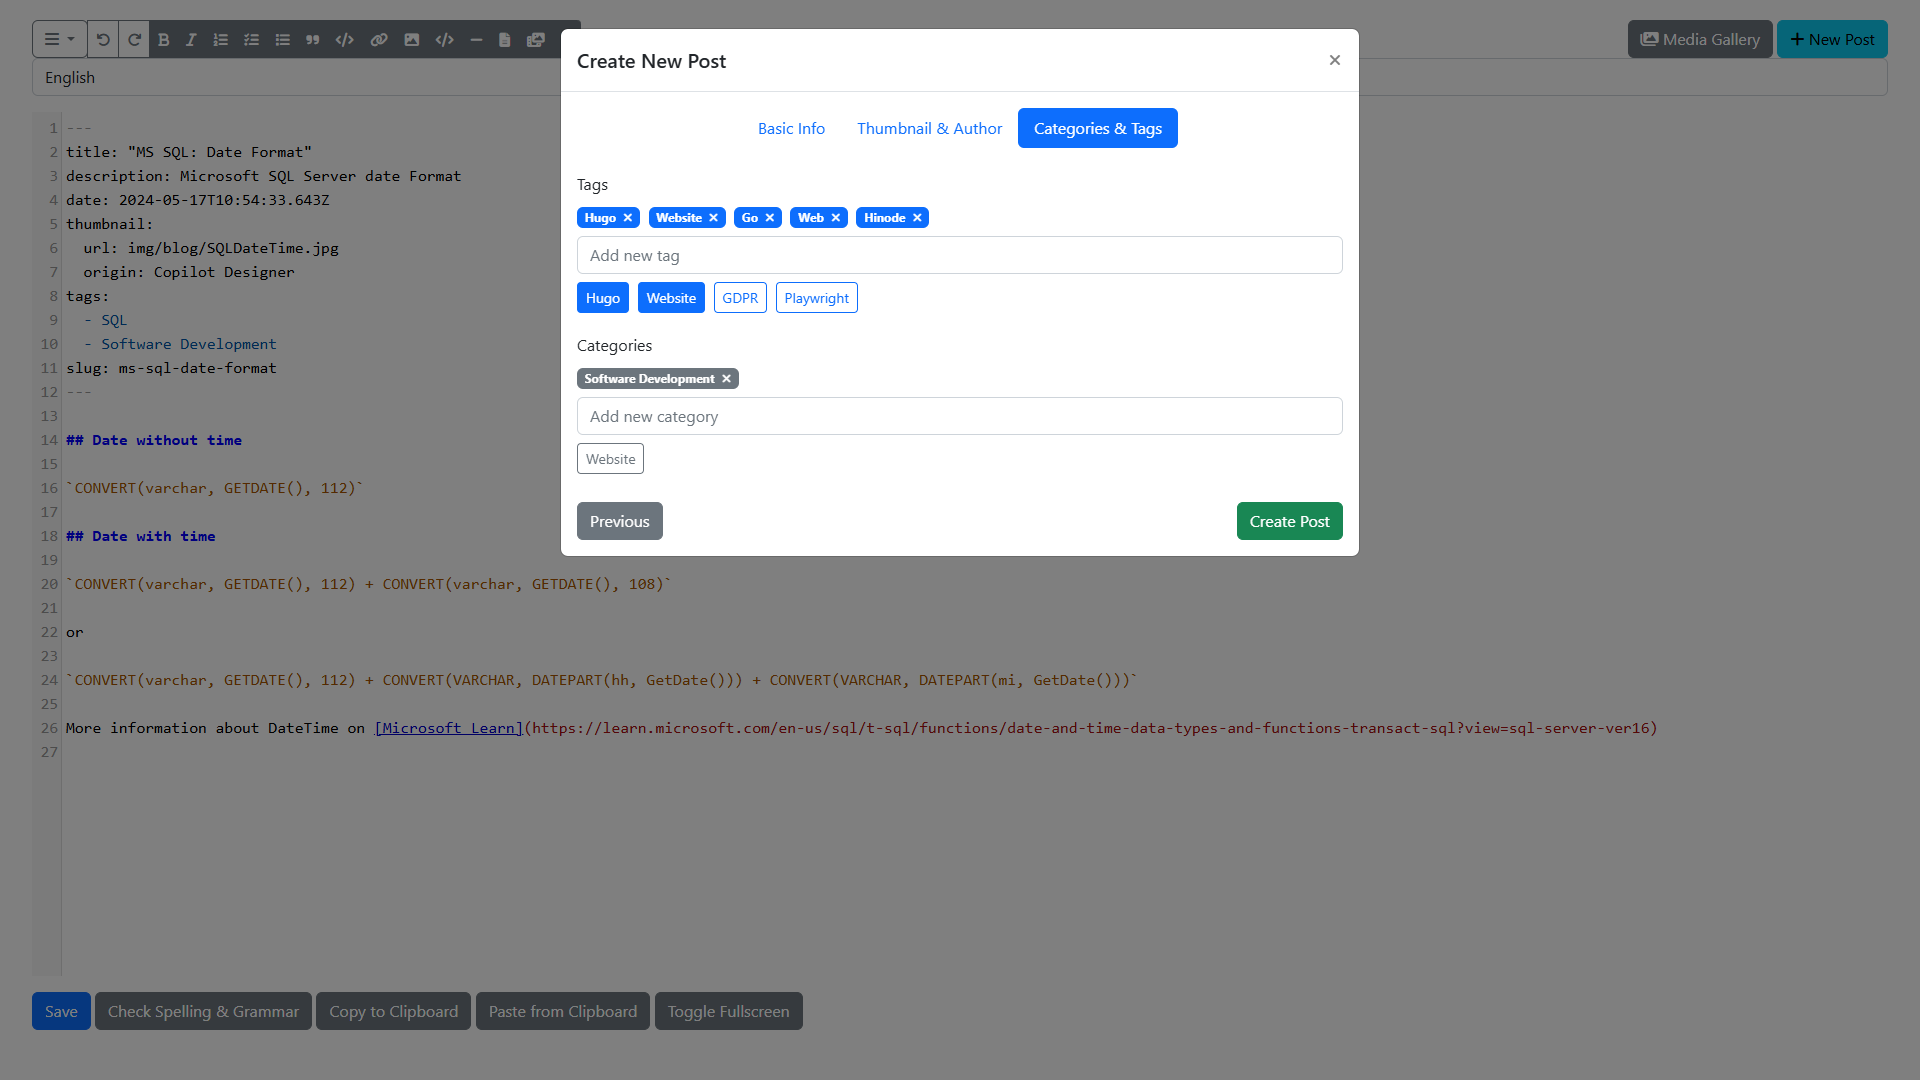 Media Gallery
New Post
English
1 ---
2 title: "MS SQL: Date Format"
3 description: Microsoft SQL Server date Format
4 date: 2024-05-17T10:54:33.643Z
5 thumbnail:
6   url: img/blog/SQLDateTime.jpg
7   origin: Copilot Designer
8 tags:
9   - SQL
10   - Software Development
11 slug: ms-sql-date-format
12 ---
13
14 ## Date without time
15
16 `CONVERT(varchar, GETDATE(), 112)`
17
18 ## Date with time
19
20 `CONVERT(varchar, GETDATE(), 112) + CONVERT(varchar, GETDATE(), 108)`
21
22 or
23
24 `CONVERT(varchar, GETDATE(), 112) + CONVERT(VARCHAR, DATEPART(hh, GetDate())) + CONVERT(VARCHAR, DATEPART(mi, GetDate()))`
25
26 More information about DateTime on [Microsoft Learn](https://learn.microsoft.com/en-us/sql/t-sql/functions/date-and-time-data-types-and-functions-transact-sql?view=sql-server-ver16)
27
Create New Post ×
Basic Info Thumbnail & Author Categories & Tags
Tags
Hugo × Website × Go × Web × Hinode ×
Add new tag
Hugo Website GDPR Playwright
Categories
Software Development ×
Add new category
Website
Previous Create Post
Save Check Spelling & Grammar Copy to Clipboard Paste from Clipboard Toggle Fullscreen